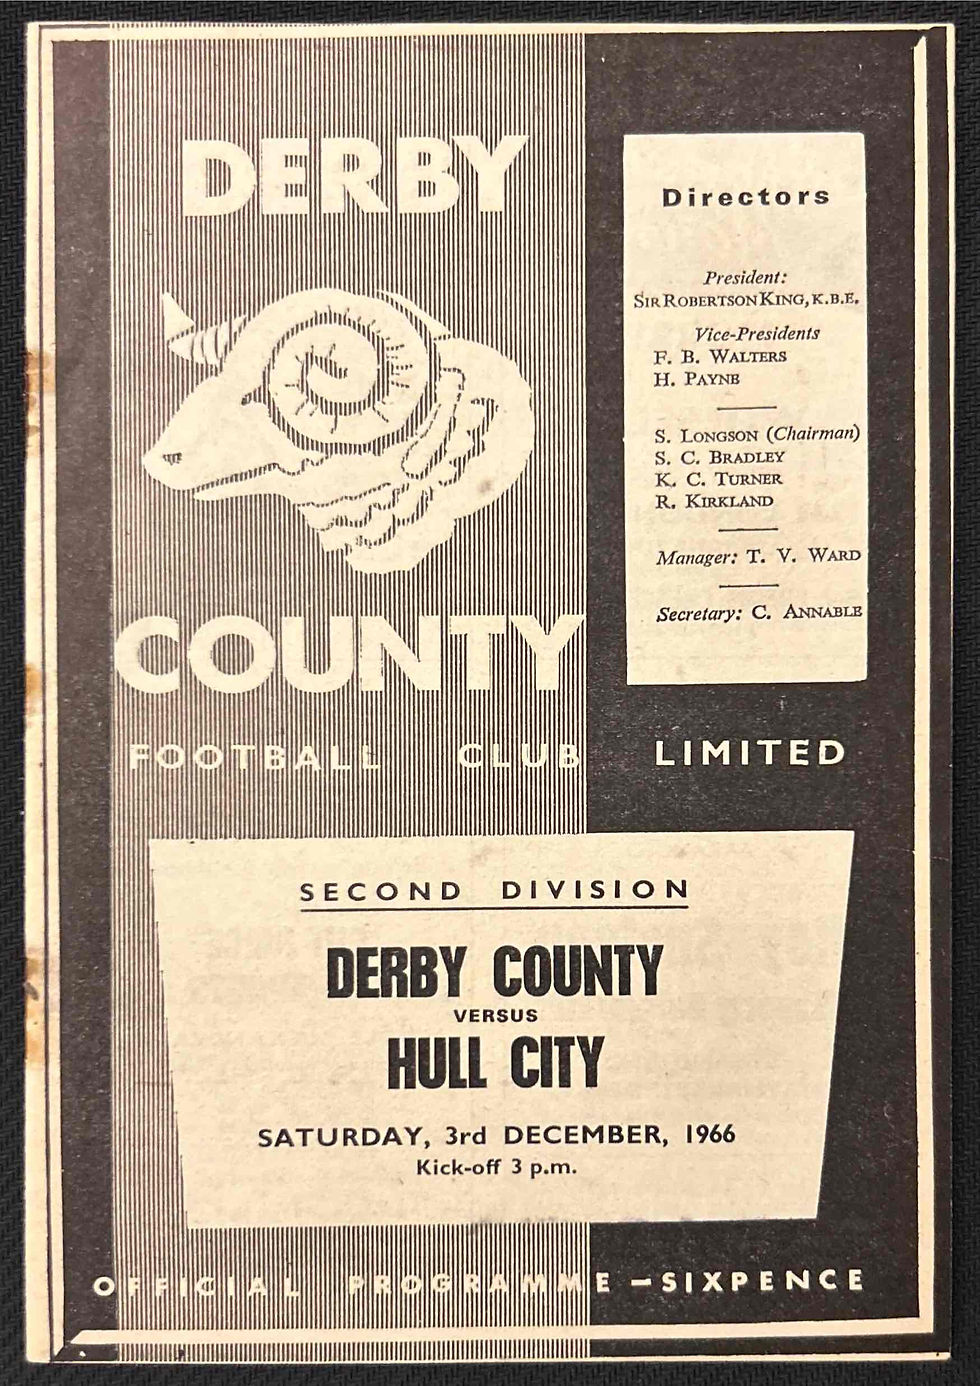 DERBY
COUNTY
FOOTBALL CLUB LIMITED
Directors
President:
SIR ROBERTSON KING, K.B.E.
Vice-Presidents
F. B. WALTERS
H. PAYNE
S. LONGSON (Chairman)
S. C. BRADLEY
K. C. TURNER
R. KIRKLAND
Manager: T. V. WARD
Secretary: C. ANNABLE
SECOND DIVISION
DERBY COUNTY
VERSUS
HULL CITY
SATURDAY, 3rd DECEMBER, 1966
Kick-off 3 p.m.
OFFICIAL PROGRAMME - SIXPENCE